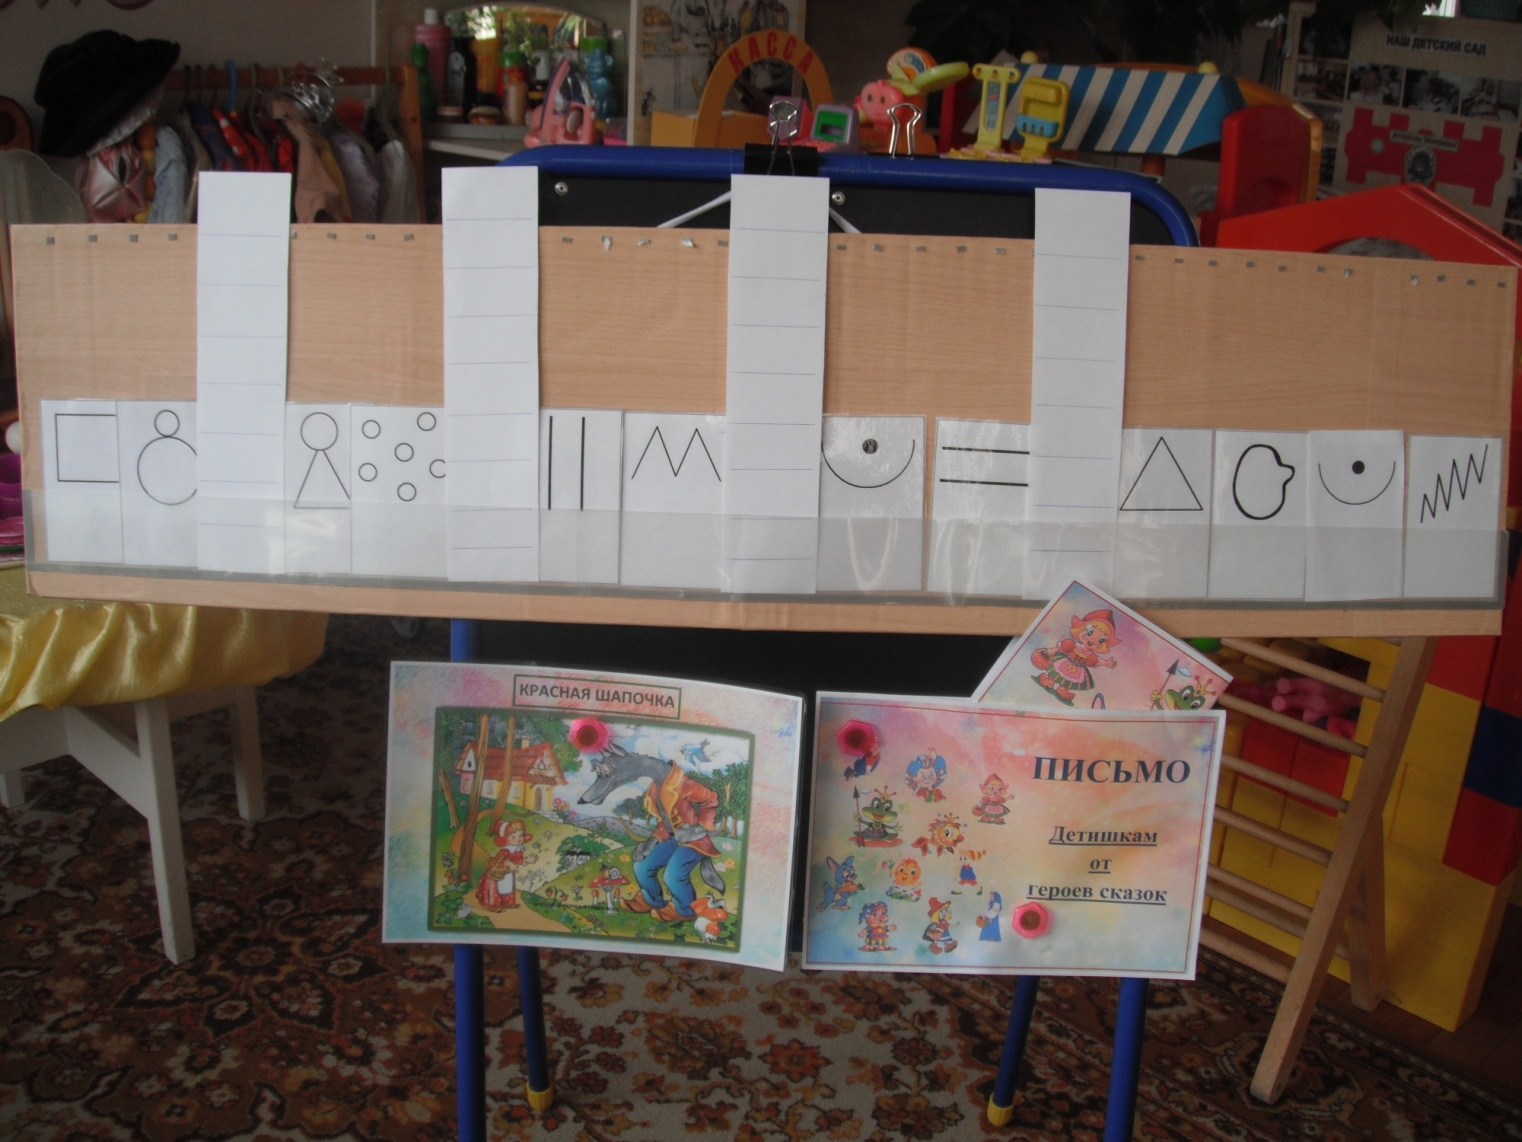 КАССА
НАШ ДЕТСКИЙ САД
КРАСНАЯ ШАПОЧКА
ПИСЬМО
Детишкам
от
героев сказок